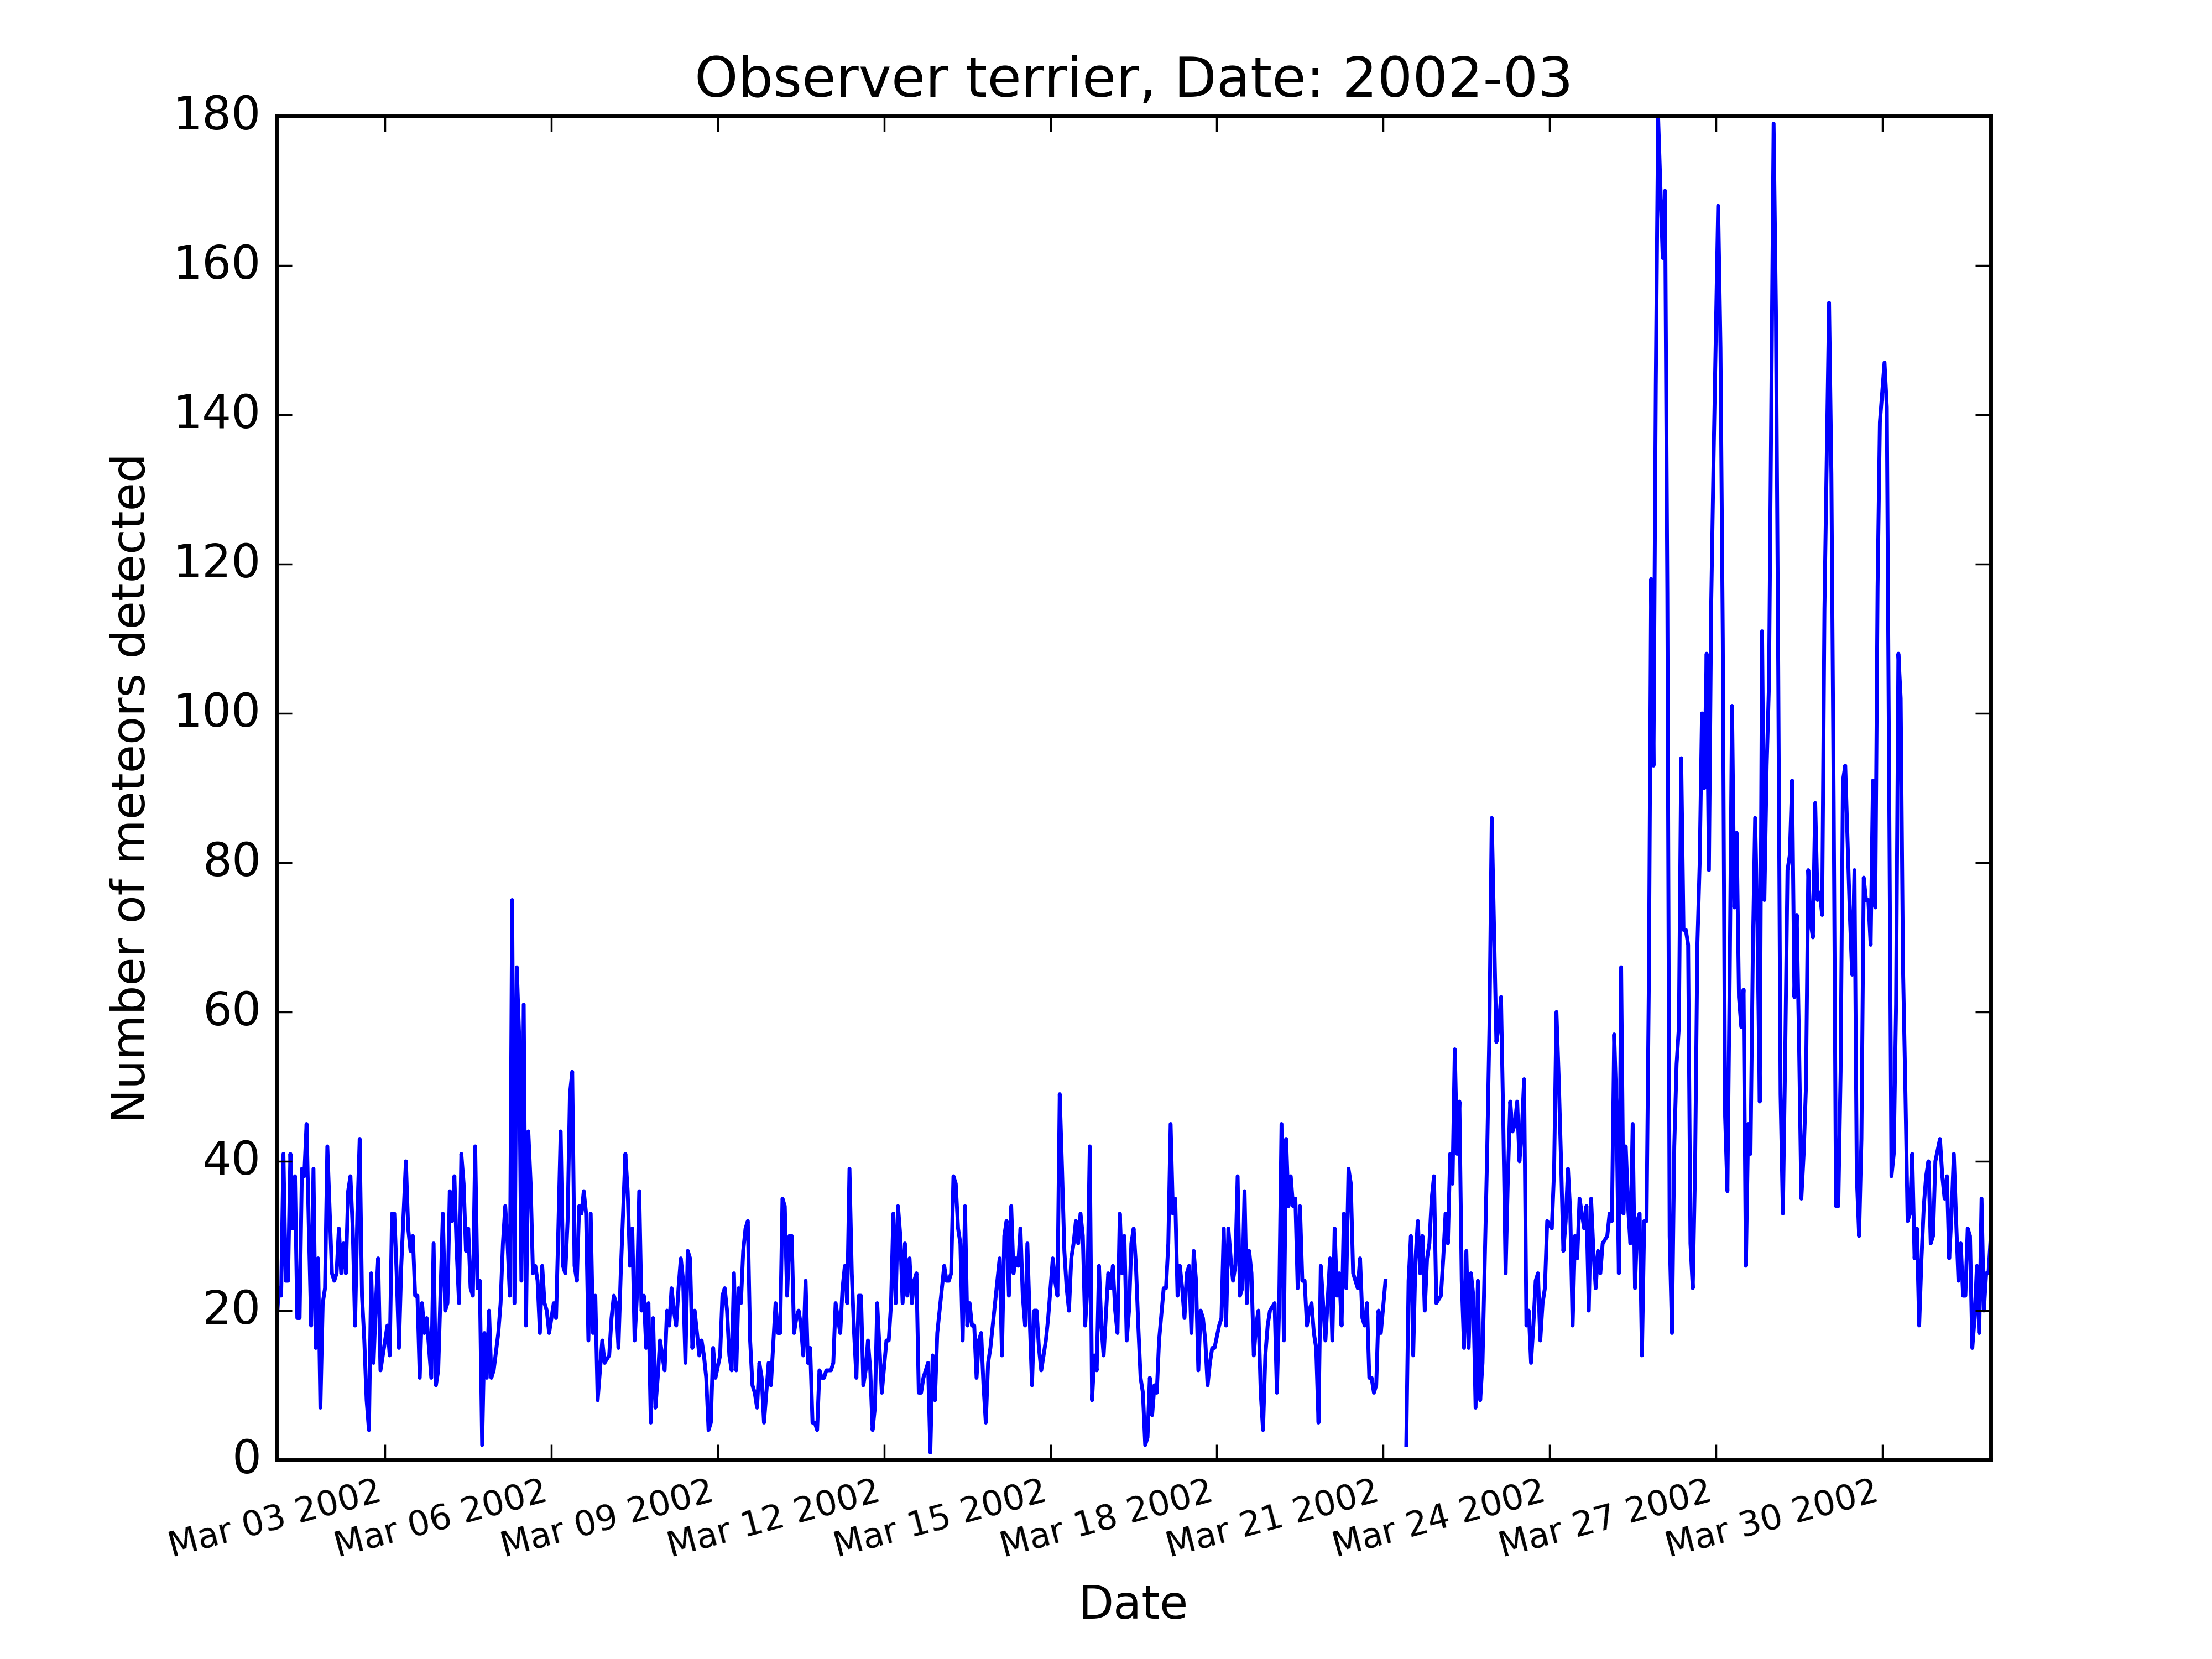 Observer terrier, Date: 2002-03
Number of meteors detected
180
160
140
120
100
80
60
40
20
0
Mar 03 2002
Mar 06 2002
Mar 09 2002
Mar 12 2002
Mar 15 2002
Mar 18 2002
Mar 21 2002
Mar 24 2002
Mar 27 2002
Mar 30 2002
Date